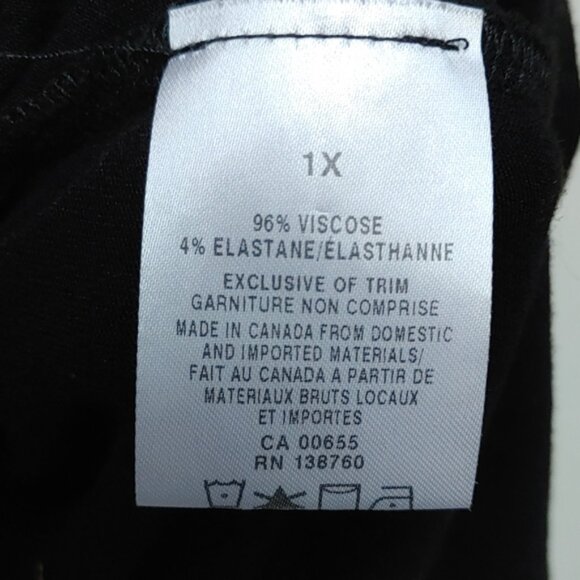 1X
96% VISCOSE
4% ELASTANE/ÉLASTHANNE
EXCLUSIVE OF TRIM
GARNITURE NON COMPRISE
MADE IN CANADA FROM DOMESTIC
AND IMPORTED MATERIALS/
FAIT AU CANADA A PARTIR DE
MATERIAUX BRUTS LOCAUX
ET IMPORTES
CA 00655
RN 138760